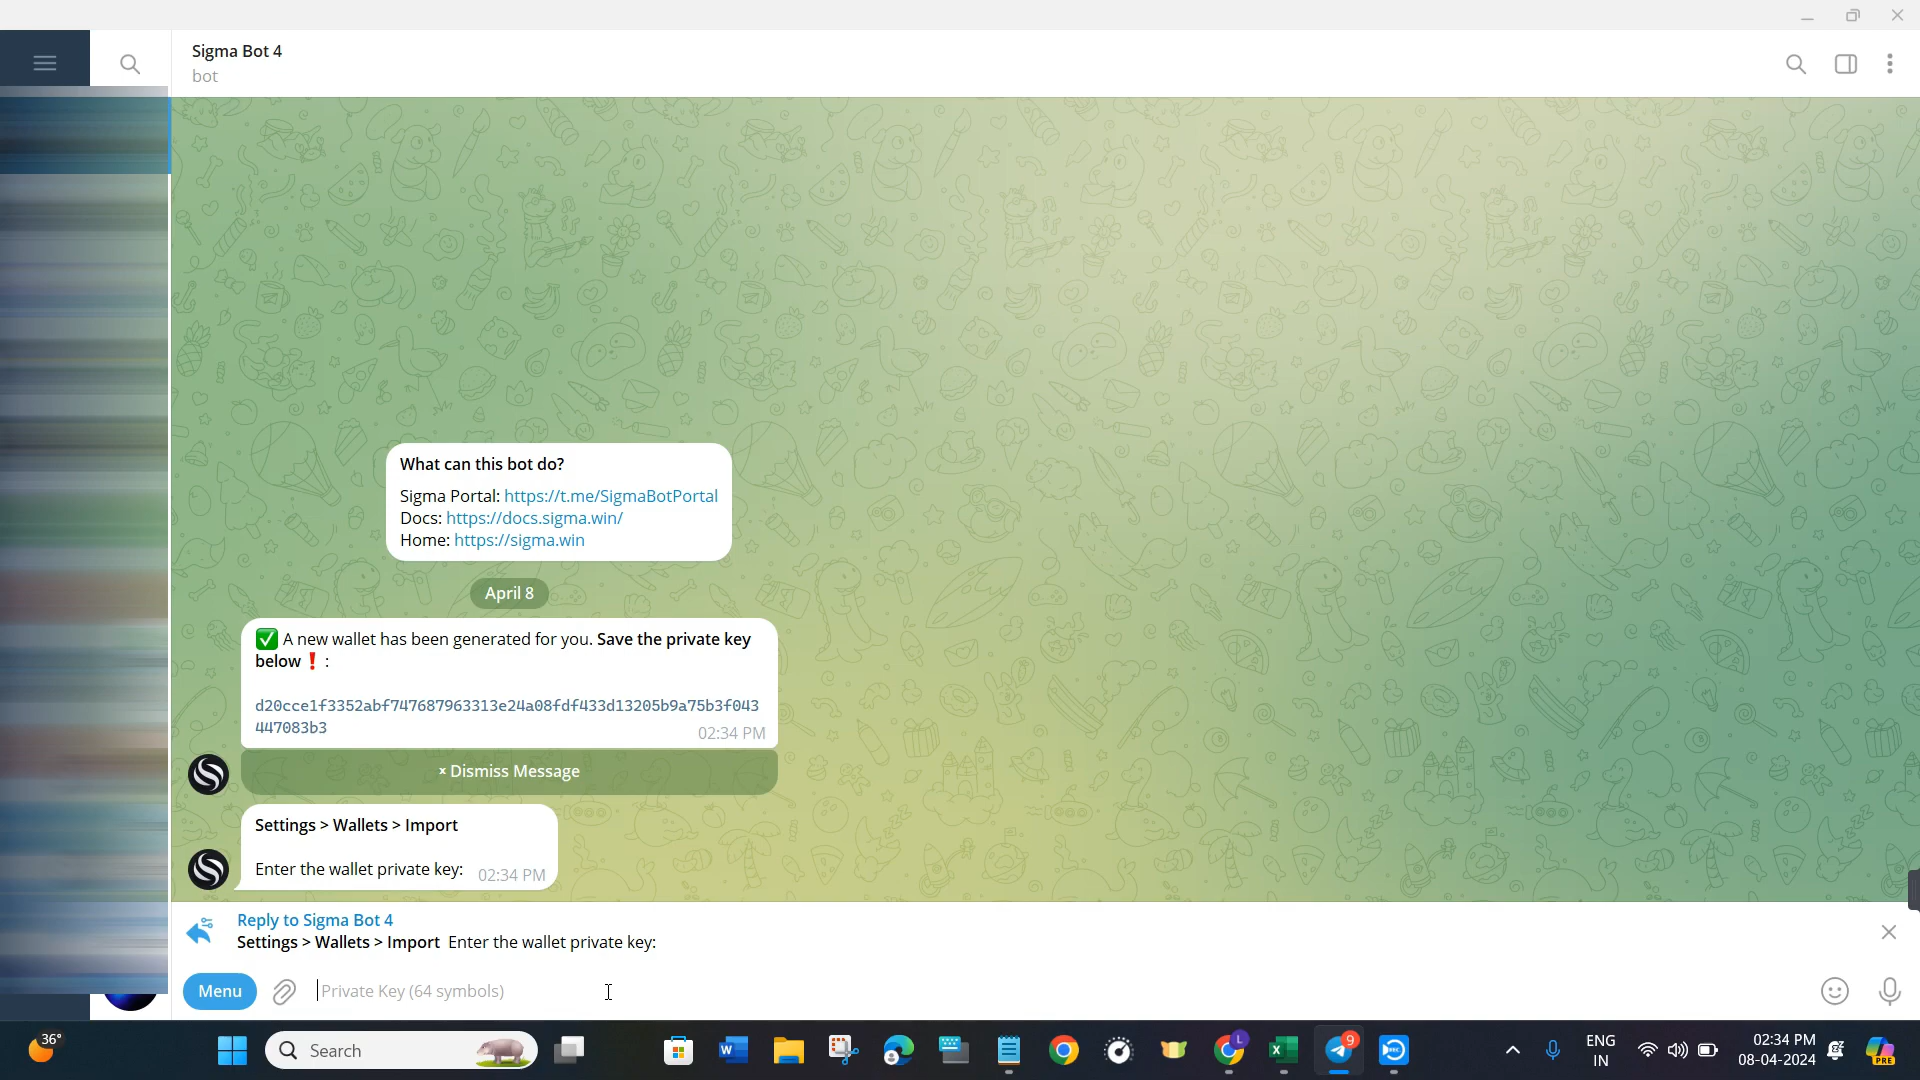 Sigma Bot 4
bot
What can this bot do?
Sigma Portal: https://t.me/SigmaBotPortal
Docs: https://docs.sigma.win/
Home: https://sigma.win
April 8
✅ A new wallet has been generated for you. Save the private key
below❗ :
d20cce1f3352abf747687963313e24a08fdf433d13205b9a75b3f043
447083b3
02:34 PM
× Dismiss Message
Settings > Wallets > Import
Enter the wallet private key: 02:34 PM
Reply to Sigma Bot 4
Settings > Wallets > Import Enter the wallet private key:
Menu
Private Key (64 symbols)
36°
Search
W
L
X
9
REC
ENG
IN
02:34 PM
08-04-2024
PRE